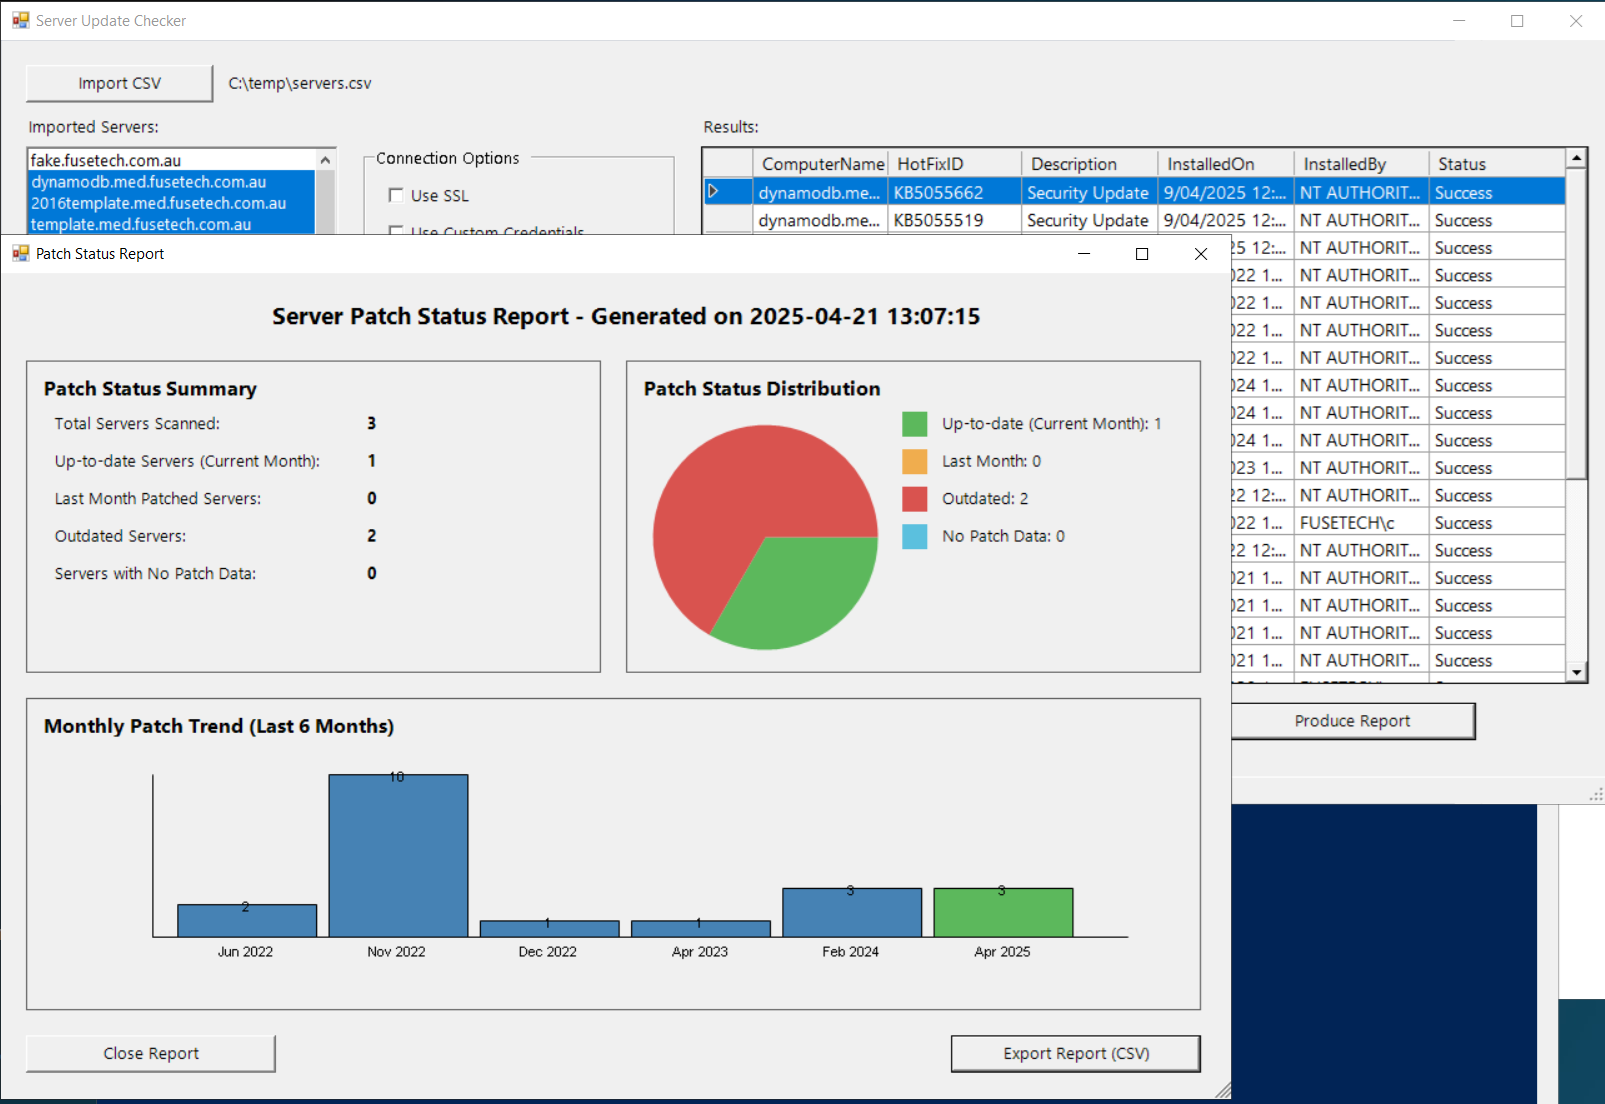 Server Update Checker
Import CSV
C:\temp\servers.csv
Imported Servers:
fake.fusetech.com.au
dynamodb.med.fusetech.com.au
2016template.med.fusetech.com.au
template.med.fusetech.com.au
Connection Options
Use SSL
Use Custom Credentials
Results:
ComputerName HotFixID Description InstalledOn InstalledBy Status
dynamodb.me... KB5055662 Security Update 9/04/2025 12:... NT AUTHORIT... Success
dynamodb.me... KB5055519 Security Update 9/04/2025 12:... NT AUTHORIT... Success
25 12:... NT AUTHORIT... Success
022 1... NT AUTHORIT... Success
022 1... NT AUTHORIT... Success
022 1... NT AUTHORIT... Success
022 1... NT AUTHORIT... Success
024 1... NT AUTHORIT... Success
024 1... NT AUTHORIT... Success
024 1... NT AUTHORIT... Success
023 1... NT AUTHORIT... Success
22 12:... NT AUTHORIT... Success
022 1... FUSETECH\c Success
22 12:... NT AUTHORIT... Success
021 1... NT AUTHORIT... Success
021 1... NT AUTHORIT... Success
021 1... NT AUTHORIT... Success
021 1... NT AUTHORIT... Success
Produce Report
Patch Status Report
Server Patch Status Report - Generated on 2025-04-21 13:07:15
Patch Status Summary
Total Servers Scanned: 3
Up-to-date Servers (Current Month): 1
Last Month Patched Servers: 0
Outdated Servers: 2
Servers with No Patch Data: 0
Patch Status Distribution
Up-to-date (Current Month): 1
Last Month: 0
Outdated: 2
No Patch Data: 0
Monthly Patch Trend (Last 6 Months)
2 10 1 1 3 3
Jun 2022 Nov 2022 Dec 2022 Apr 2023 Feb 2024 Apr 2025
Close Report
Export Report (CSV)